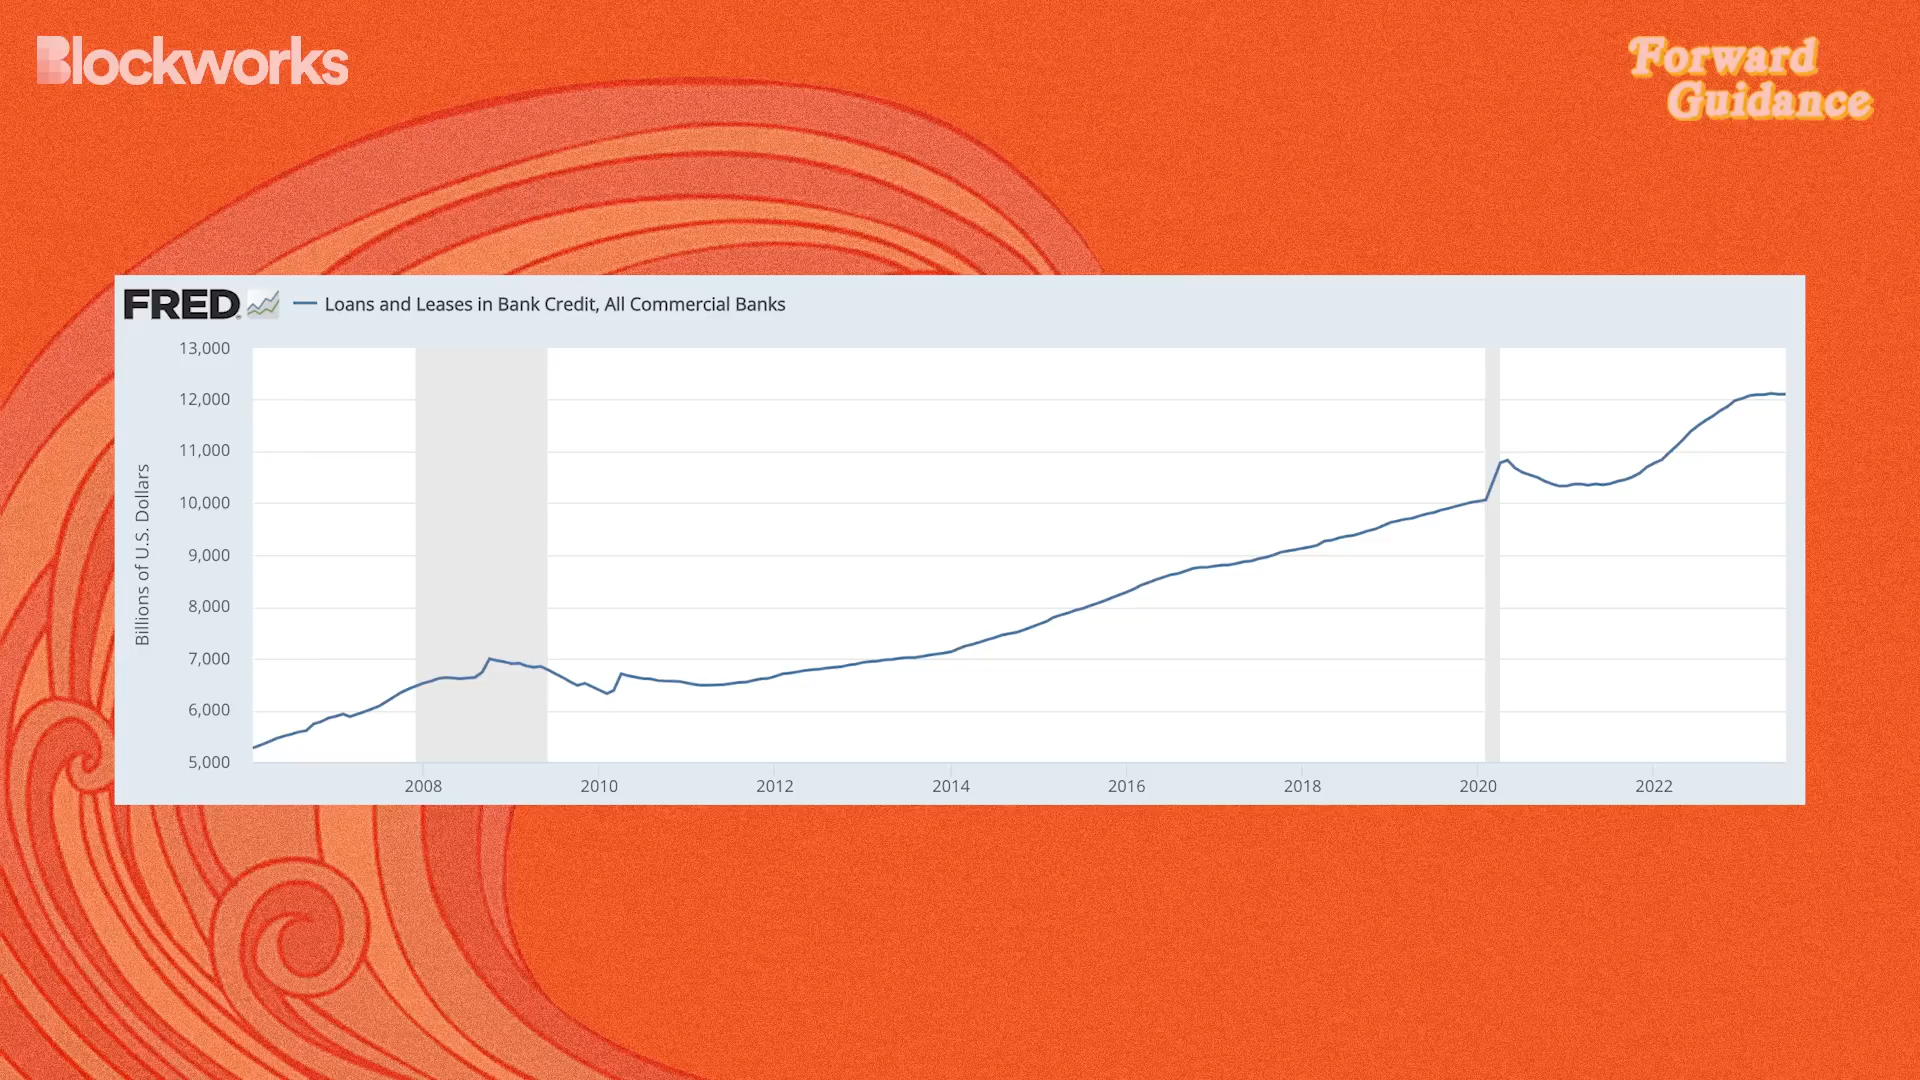 Blockworks
Forward
Guidance
FRED
Loans and Leases in Bank Credit, All Commercial Banks
Billions of U.S. Dollars
13,000
12,000
11,000
10,000
9,000
8,000
7,000
6,000
5,000
2008 2010 2012 2014 2016 2018 2020 2022